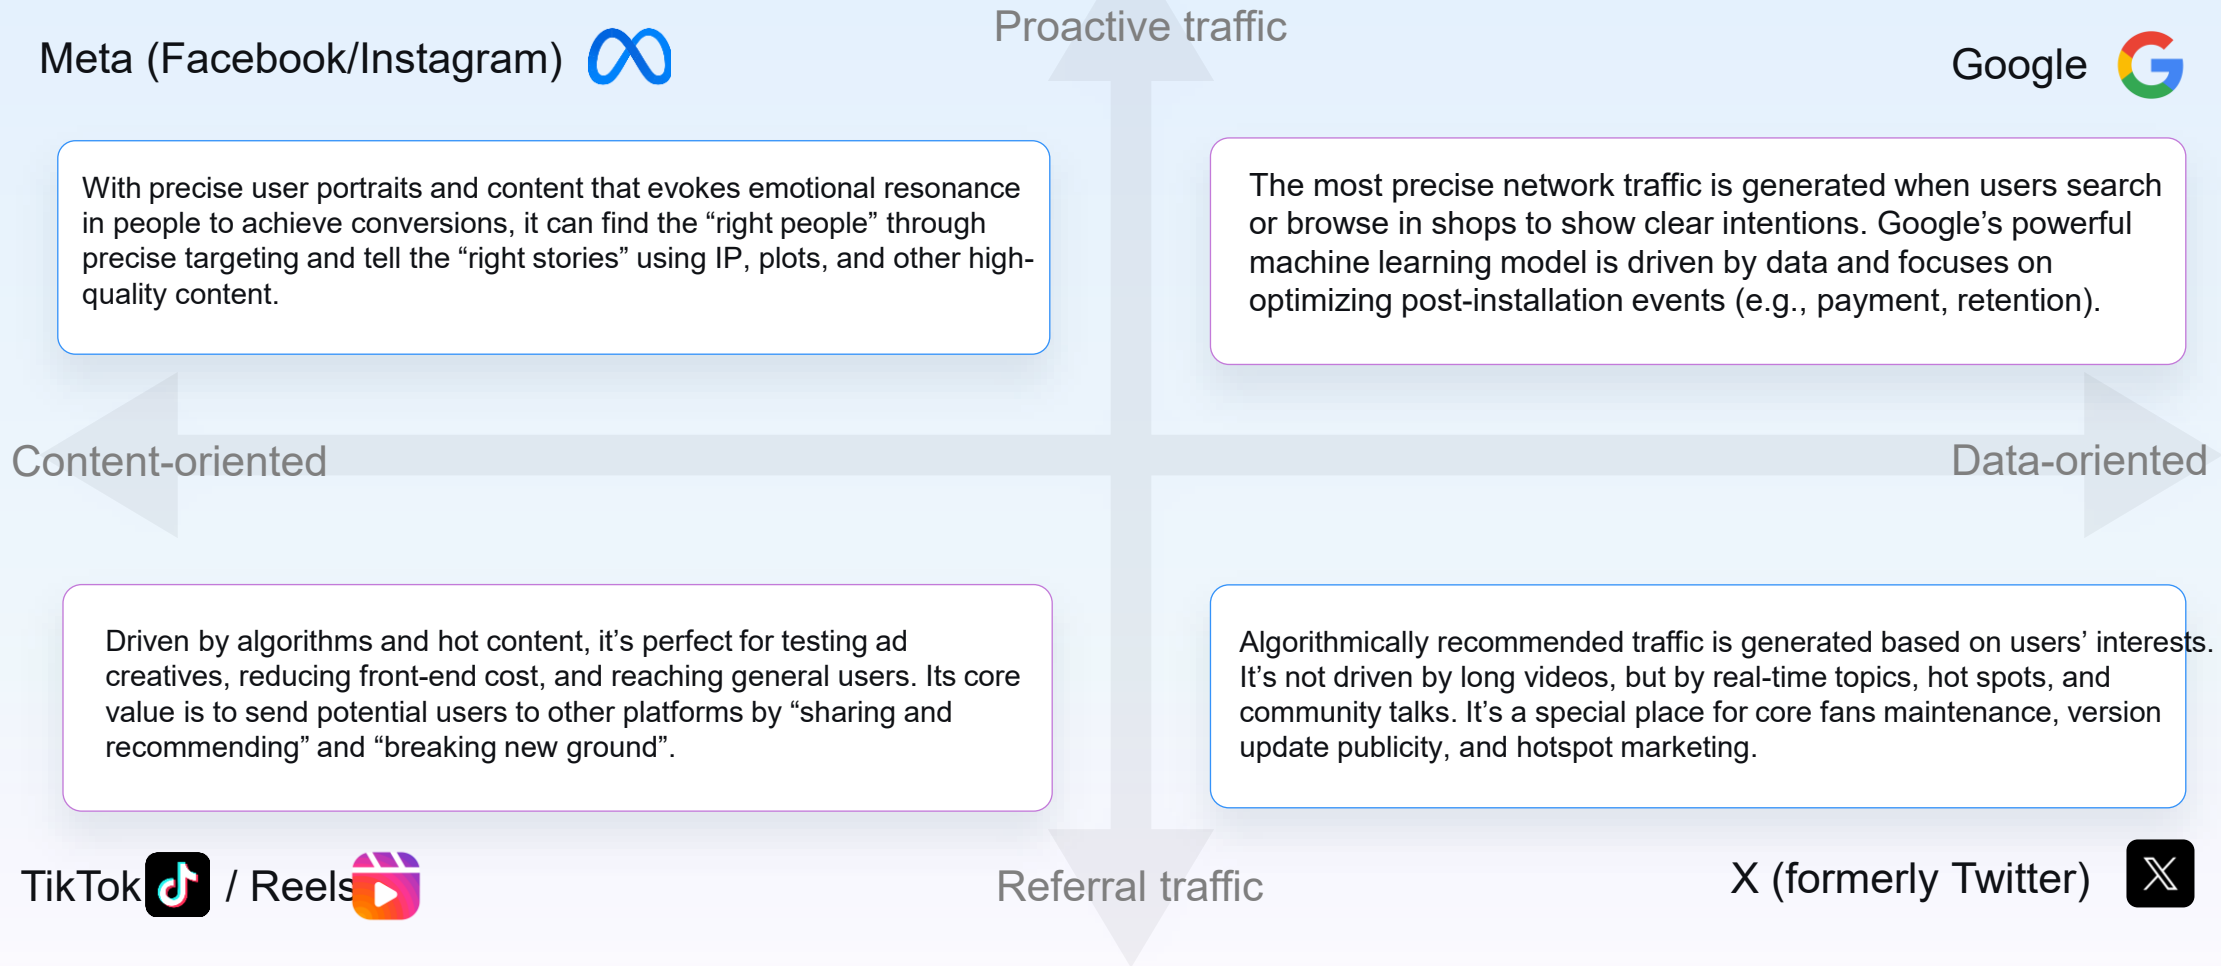 Proactive traffic
Meta (Facebook/Instagram)
Google
With precise user portraits and content that evokes emotional resonance
in people to achieve conversions, it can find the “right people” through
precise targeting and tell the “right stories” using IP, plots, and other high-
quality content.
The most precise network traffic is generated when users search
or browse in shops to show clear intentions. Google’s powerful
machine learning model is driven by data and focuses on
optimizing post-installation events (e.g., payment, retention).
Content-oriented
Data-oriented
Driven by algorithms and hot content, it’s perfect for testing ad
creatives, reducing front-end cost, and reaching general users. Its core
value is to send potential users to other platforms by “sharing and
recommending” and “breaking new ground”.
Algorithmically recommended traffic is generated based on users’ interests.
It’s not driven by long videos, but by real-time topics, hot spots, and
community talks. It’s a special place for core fans maintenance, version
update publicity, and hotspot marketing.
TikTok / Reels
Referral traffic
X (formerly Twitter)